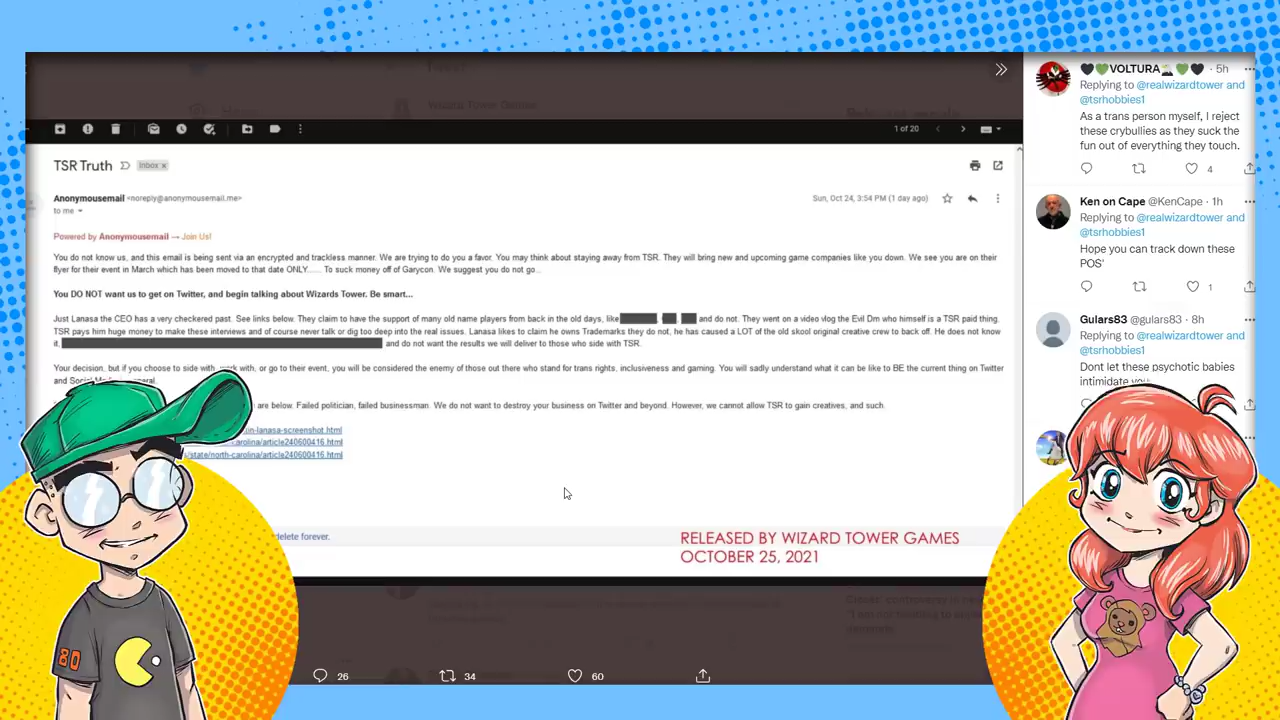 Wizard Tower Games
1 of 20
TSR Truth
Inbox x
Anonymousemail <noreply@anonymousemail.me>
Sun, Oct 24, 3:54 PM (1 day ago)
to me
Powered by Anonymousemail → Join Us!
You do not know us, and this email is being sent via an encrypted and trackless manner. We are trying to do you a favor. You may think about staying away from TSR. They will bring new and upcoming game companies like you down. We see you are on their
flyer for their event in March which has been moved to that date ONLY...... To suck money off of Garycon. We suggest you do not go...
You DO NOT want us to get on Twitter, and begin talking about Wizards Tower. Be smart...
Just Lanasa the CEO has a very checkered past. See links below. They claim to have the support of many old name players from back in the old days, like and do not. They went on a video vlog the Evil Dm who himself is a TSR paid thing.
TSR pays him huge money to make these interviews and of course never talk or dig too deep into the real issues. Lanasa likes to claim he owns Trademarks they do not, he has caused a LOT of the old skool original creative crew to back off. He does not know
it, and do not want the results we will deliver to those who side with TSR.
Your decision, but if you choose to side with, work with, or go to their event, you will be considered the enemy of those out there who stand for trans rights, inclusiveness and gaming. You will sadly understand what it can be like to BE the current thing on Twitter
and Social
are below. Failed politician, failed businessman. We do not want to destroy your business on Twitter and beyond. However, we cannot allow TSR to gain creatives, and such.
in-lanasa-screenshot.html
-carolina/article240600416.html
/state/north-carolina/article240600416.html
delete forever.
RELEASED BY WIZARD TOWER GAMES
OCTOBER 25, 2021
26
34
60
VOLTURA · 5h
Replying to @realwizardtower and
@tsrhobbies1
As a trans person myself, I reject
these crybullies as they suck the
fun out of everything they touch.
4
Ken on Cape @KenCape · 1h
Replying to @realwizardtower and
@tsrhobbies1
Hope you can track down these
POS'
1
Gulars83 @gulars83 · 8h
Replying to @realwizardtower and
@tsrhobbies1
Dont let these psychotic babies
intimidate you
80